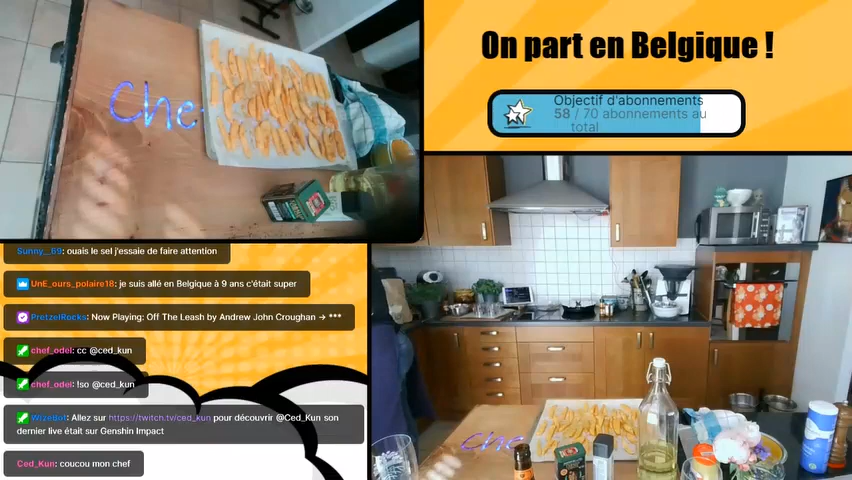 On part en Belgique !
Objectif d'abonnements
58 / 70 abonnements au
total
Che
Sunny__69: ouais le sel j'essaie de faire attention
UnE_ours_polaire18: je suis allé en Belgique à 9 ans c'était super
PretzelRocks: Now Playing: Off The Leash by Andrew John Croughan -> ***
chef_odel: cc @ced_kun
chef_odel: !so @ced_kun
WizeBot: Allez sur https://twitch.tv/ced_kun pour découvrir @Ced_Kun son
dernier live était sur Genshin Impact
Ced_Kun: coucou mon chef
Che